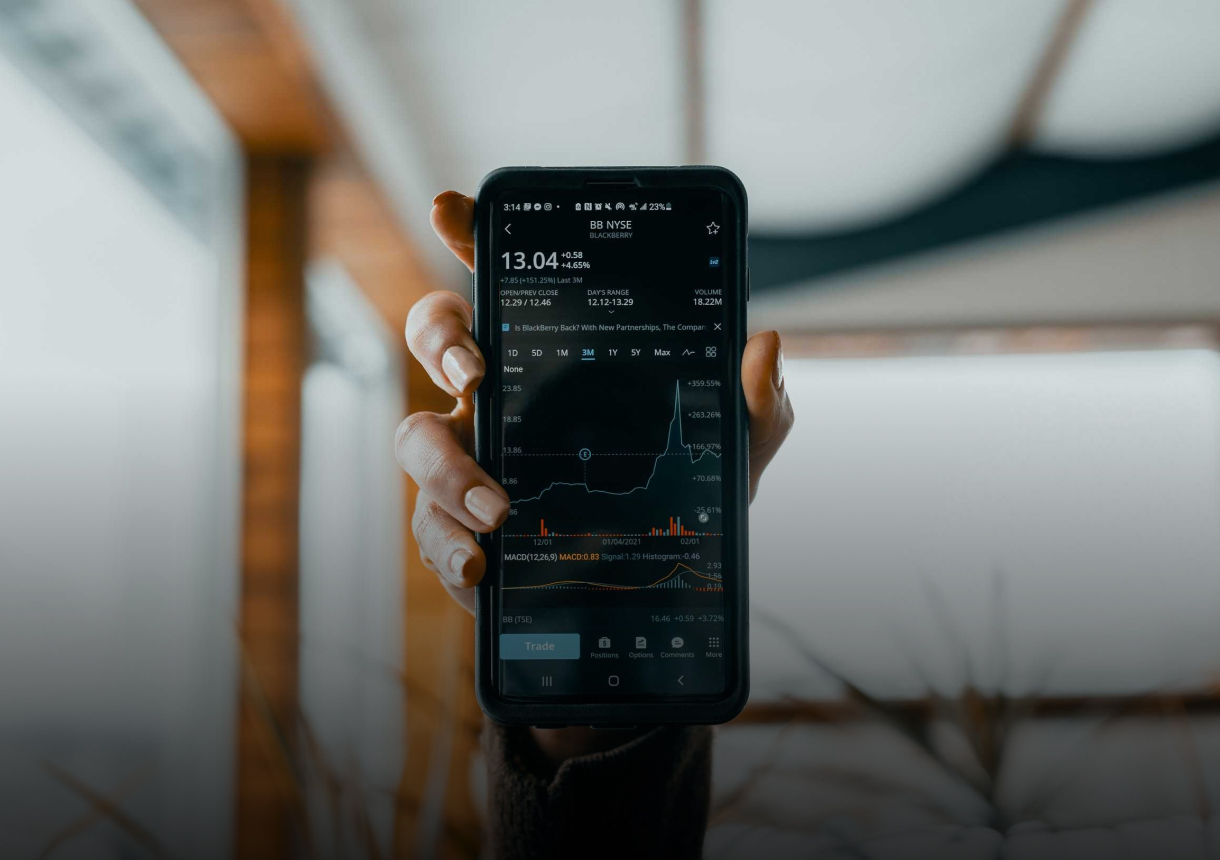 3:14 23%
BB NYSE
BLACKBERRY
13.04 +0.58
+4.65%
+7.85 (+151.25%) Last 3M
OPEN/PREV CLOSE DAY'S RANGE VOLUME
12.29 / 12.46 12.12-13.29 18.22M
Is BlackBerry Back? With New Partnerships, The Compan
1D 5D 1M 3M 1Y 5Y Max
None
23.85 +359.55%
18.85 +263.26%
13.86 +166.97%
E
8.86 +70.68%
86 -25.61%
12/01 01/04/2021 02/01
MACD(12,26,9) MACD:0.83 Signal:1.29 Histogram:-0.46
2.93
1.56
0.19
BB (TSE) 16.46 +0.59 +3.72%
Trade Positions Options Comments More